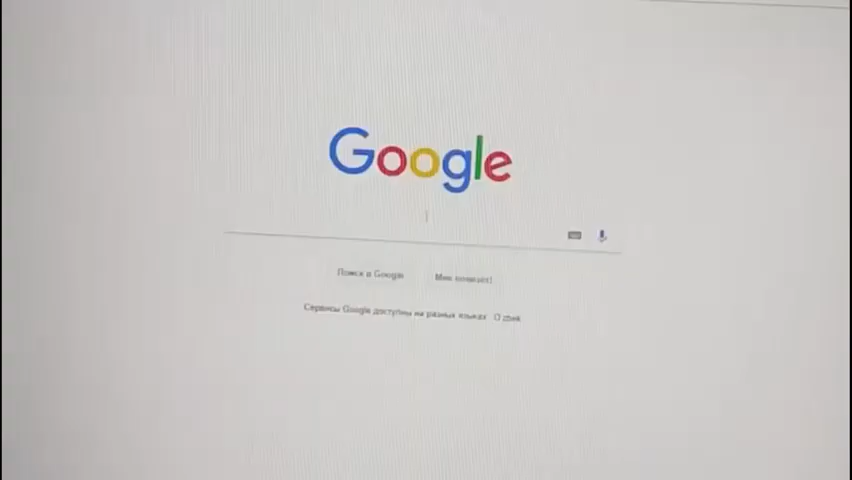 Google
Поиск в Google Мне повезёт!
Сервисы Google доступны на разных языках: